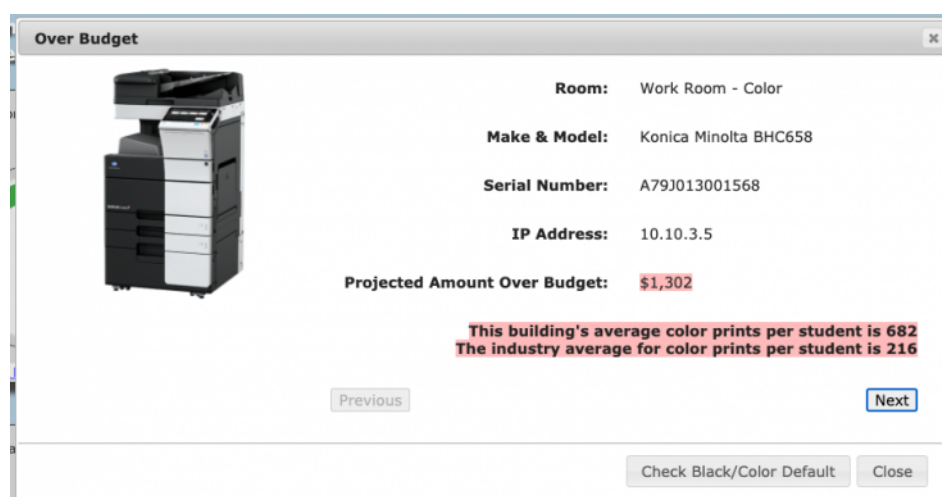 Over Budget
Room: Work Room - Color
Make & Model: Konica Minolta BHC658
Serial Number: A79J013001568
IP Address: 10.10.3.5
Projected Amount Over Budget: $1,302
This building's average color prints per student is 682
The industry average for color prints per student is 216
Previous
Next
Check Black/Color Default
Close